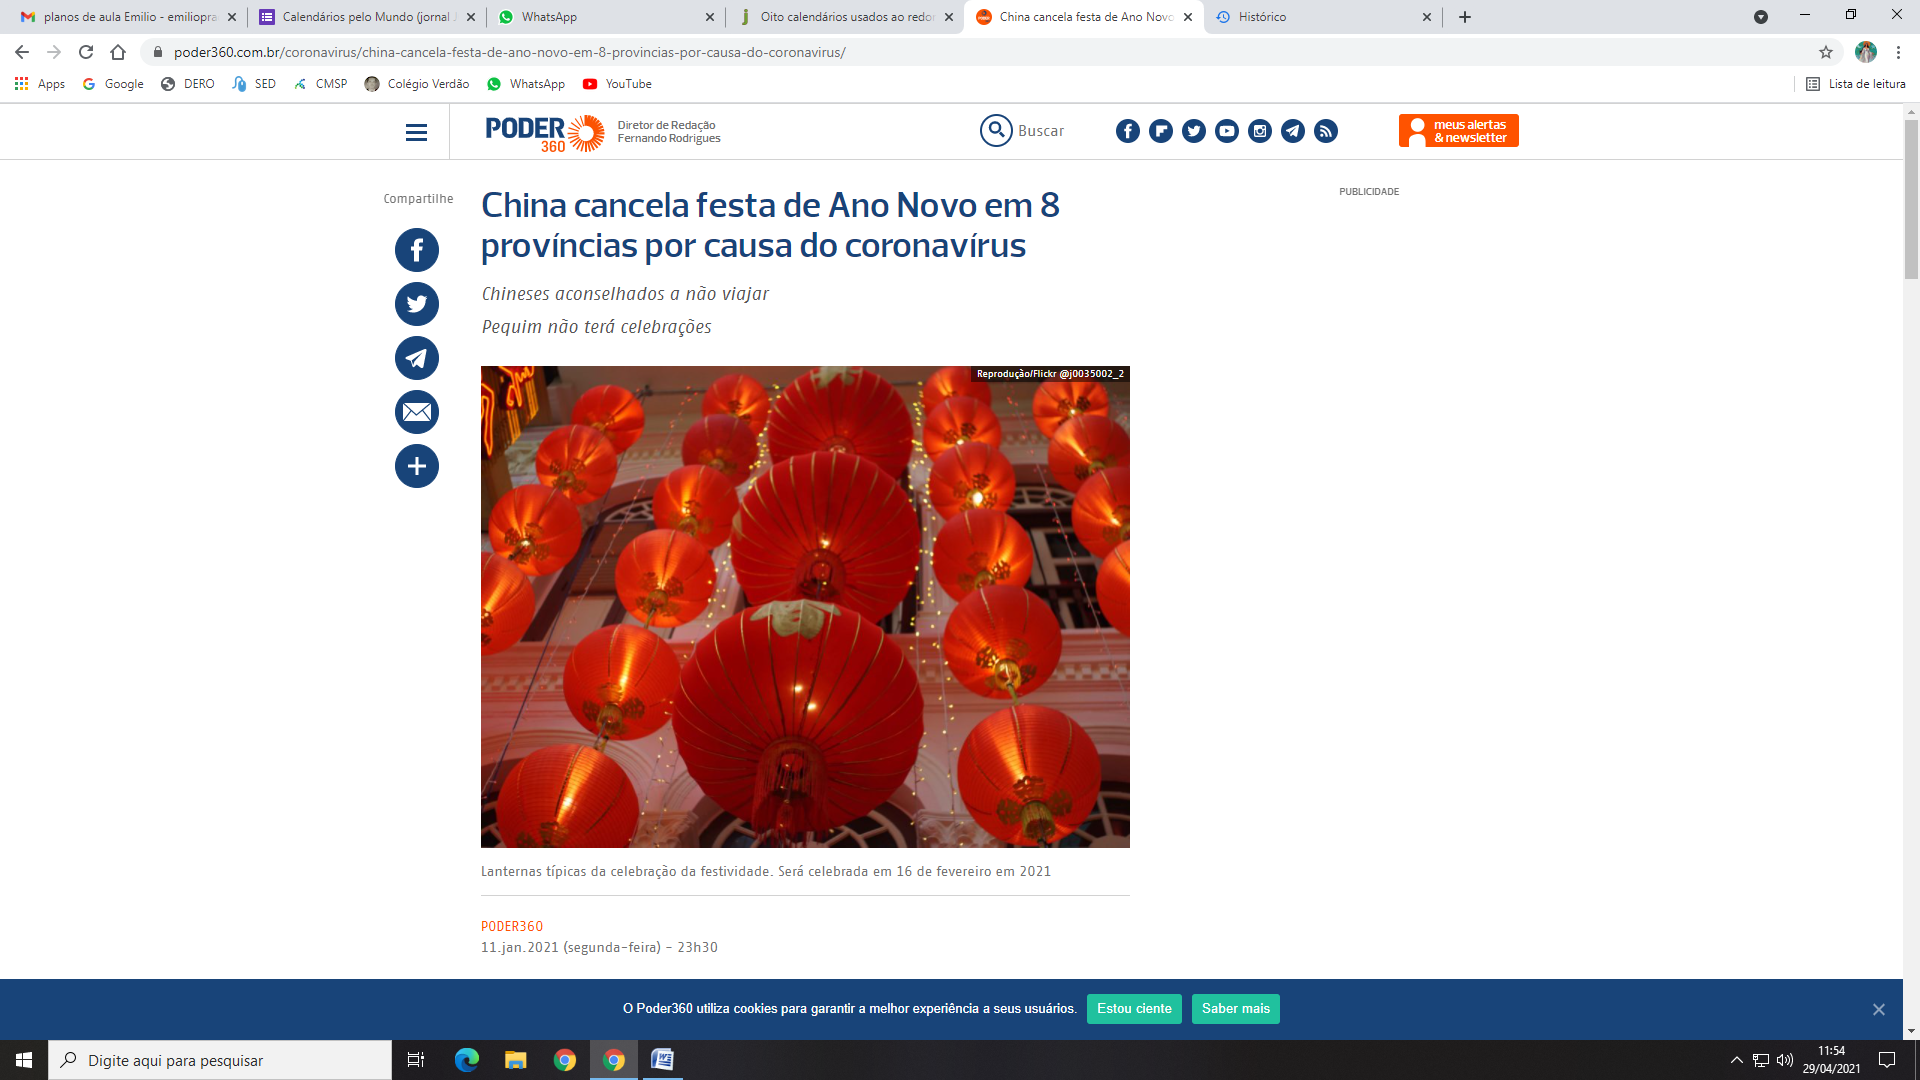 planos de aula Emilio - emiliopra
Calendários pelo Mundo (jornal J
WhatsApp
Oito calendários usados ao redor
China cancela festa de Ano Novo
Histórico
poder360.com.br/coronavirus/china-cancela-festa-de-ano-novo-em-8-provincias-por-causa-do-coronavirus/
Apps
Google
DERO
SED
CMSP
Colégio Verdão
WhatsApp
YouTube
Lista de leitura
PODER
360
Diretor de Redação
Fernando Rodrigues
Buscar
meus alertas
& newsletter
Compartilhe
PUBLICIDADE
China cancela festa de Ano Novo em 8
províncias por causa do coronavírus
Chineses aconselhados a não viajar
Pequim não terá celebrações
Reprodução/Flickr @j0035002_2
Lanternas típicas da celebração da festividade. Será celebrada em 16 de fevereiro em 2021
PODER360
11.jan.2021 (segunda-feira) - 23h30
O Poder360 utiliza cookies para garantir a melhor experiência a seus usuários.
Estou ciente
Saber mais
Digite aqui para pesquisar
11:54
29/04/2021